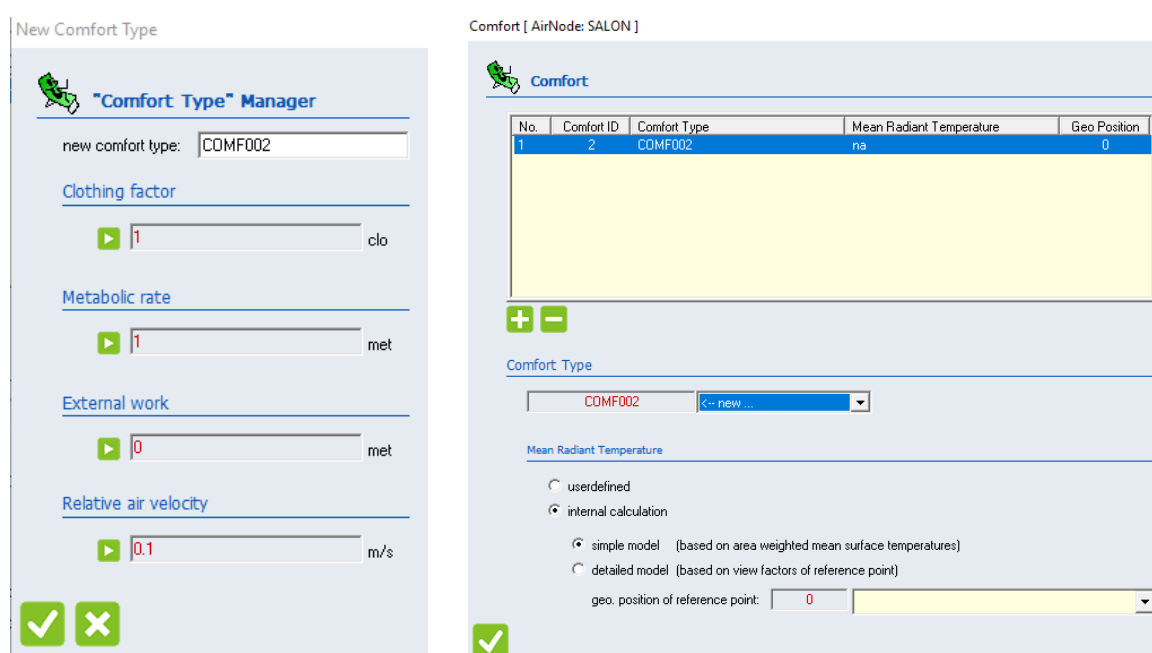 New Comfort Type
"Comfort Type" Manager
new comfort type: COMF002
Clothing factor
1 clo
Metabolic rate
1 met
External work
0 met
Relative air velocity
0.1 m/s
Comfort [ AirNode: SALON ]
Comfort
No. Comfort ID Comfort Type Mean Radiant Temperature Geo Position
1 2 COMF002 na 0
Comfort Type
COMF002 <-- new ...
Mean Radiant Temperature
userdefined
internal calculation
simple model (based on area weighted mean surface temperatures)
detailed model (based on view factors of reference point)
geo. position of reference point: 0